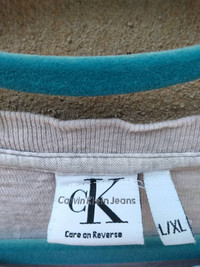 cK
Calvin Klein Jeans
Care on Reverse
L/XL